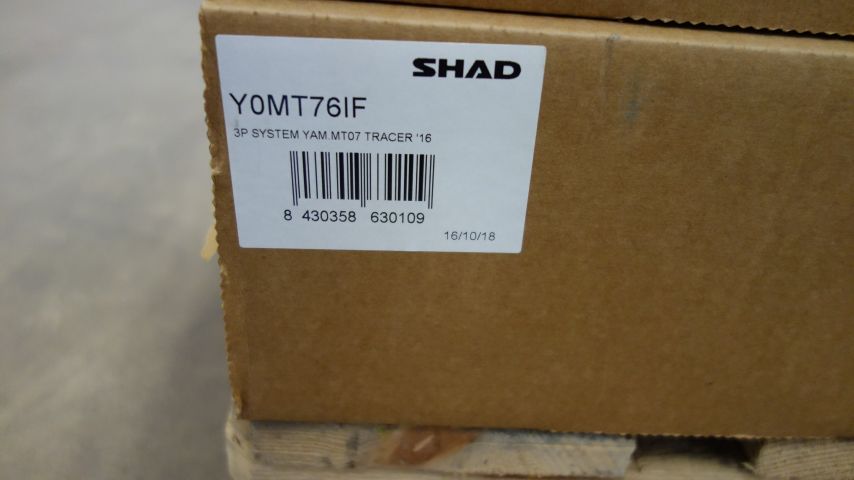 SHAD
Y0MT76IF
3P SYSTEM YAM.MT07 TRACER '16
8 430358 630109
16/10/18